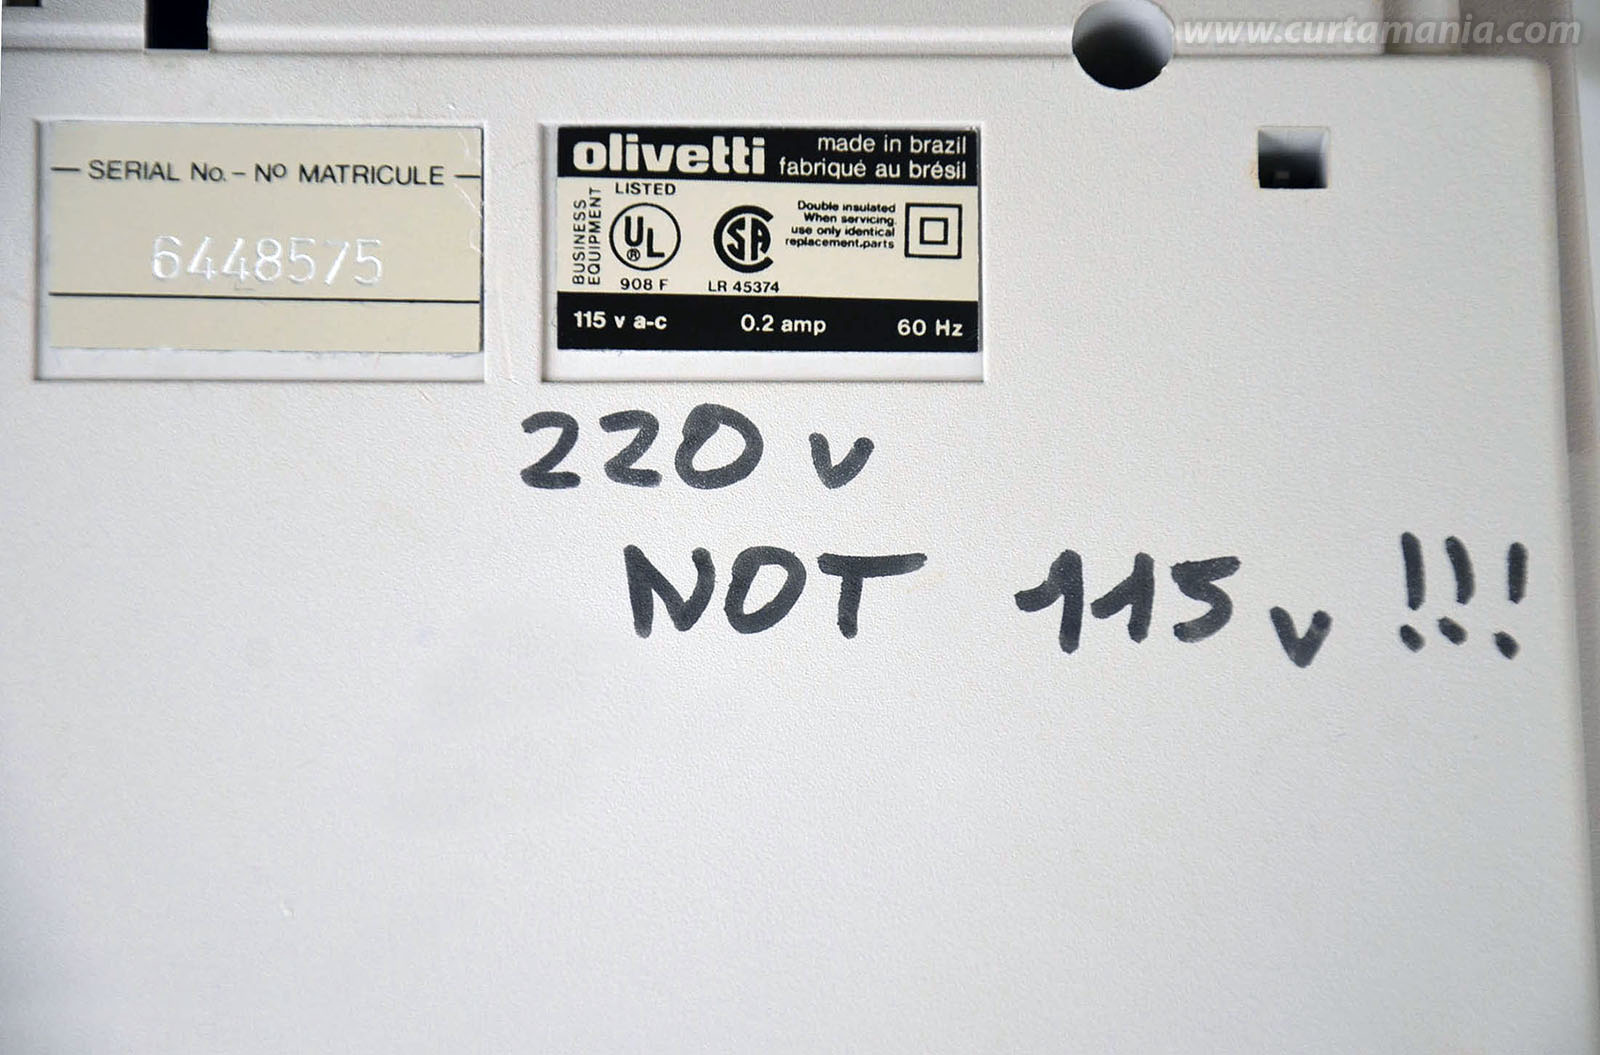 www.curtamania.com
— SERIAL No. – Nº MATRICULE —
6448575
olivetti
made in brazil
fabriqué au brésil
BUSINESS
EQUIPMENT
LISTED
UL
®
908 F
SA
LR 45374
Double insulated
When servicing
use only identical
replacement parts
115 v a-c 0.2 amp 60 Hz
220 v
NOT 115 v !!!